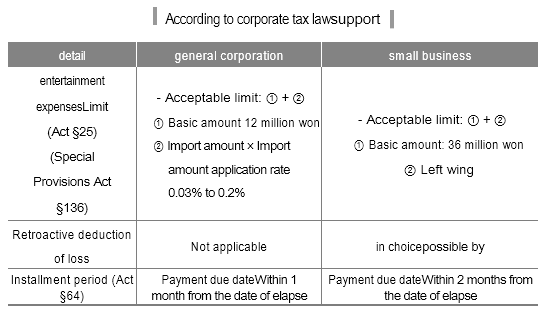 According to corporate tax lawsupport
detail general corporation small business
entertainment
expensesLimit
(Act §25)
(Special
Provisions Act
§136)
- Acceptable limit: ① + ②
① Basic amount 12 million won
② Import amount × Import
amount application rate
0.03% to 0.2%
- Acceptable limit: ① + ②
① Basic amount: 36 million won
② Left wing
Retroactive deduction
of loss
Not applicable
in choicepossible by
Installment period (Act
§64)
Payment due dateWithin 1
month from the date of elapse
Payment due dateWithin 2 months from
the date of elapse